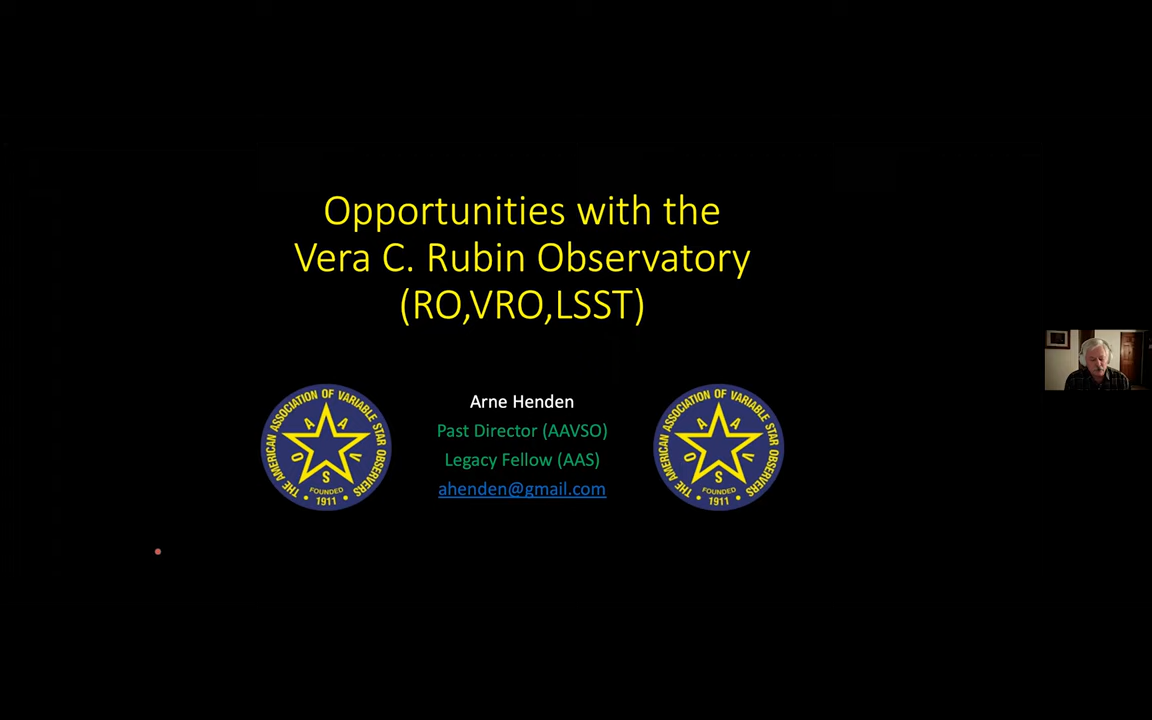 Opportunities with the
Vera C. Rubin Observatory
(RO,VRO,LSST)
Arne Henden
Past Director (AAVSO)
Legacy Fellow (AAS)
ahenden@gmail.com
THE AMERICAN ASSOCIATION OF VARIABLE STAR OBSERVERS
A A V S O
FOUNDED
• 1911 •
THE AMERICAN ASSOCIATION OF VARIABLE STAR OBSERVERS
A A V S O
FOUNDED
• 1911 •